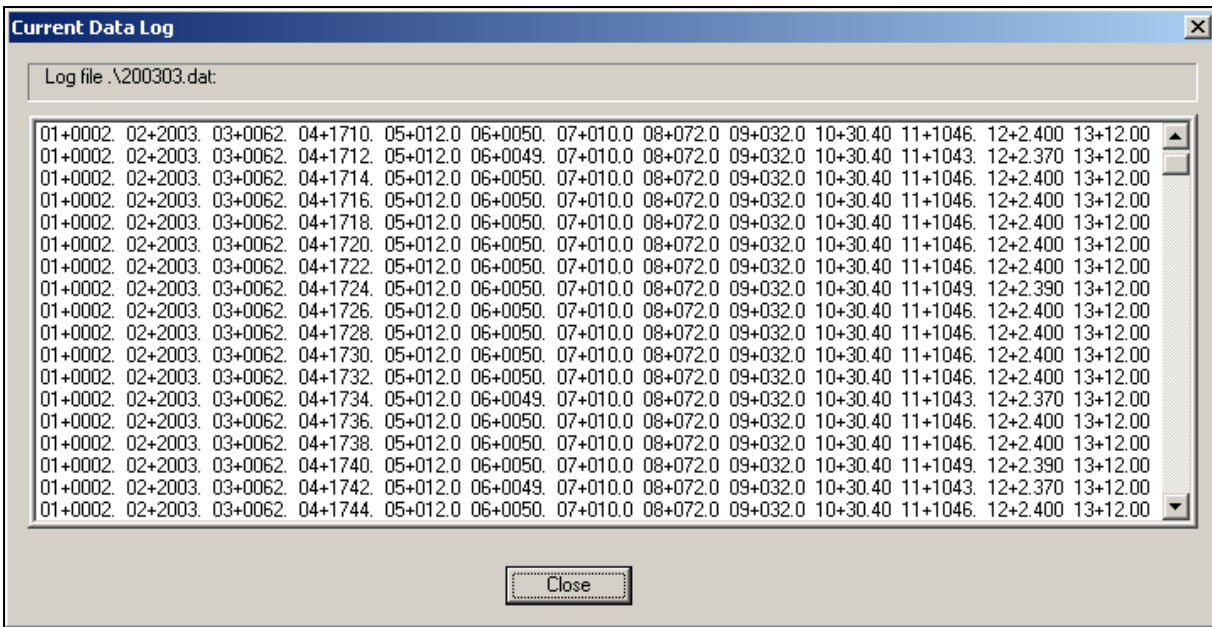 Current Data Log
Log file .\200303.dat:
01+0002. 02+2003. 03+0062. 04+1710. 05+012.0 06+0050. 07+010.0 08+072.0 09+032.0 10+30.40 11+1046. 12+2.400 13+12.00
01+0002. 02+2003. 03+0062. 04+1712. 05+012.0 06+0049. 07+010.0 08+072.0 09+032.0 10+30.40 11+1043. 12+2.370 13+12.00
01+0002. 02+2003. 03+0062. 04+1714. 05+012.0 06+0050. 07+010.0 08+072.0 09+032.0 10+30.40 11+1046. 12+2.400 13+12.00
01+0002. 02+2003. 03+0062. 04+1716. 05+012.0 06+0050. 07+010.0 08+072.0 09+032.0 10+30.40 11+1046. 12+2.400 13+12.00
01+0002. 02+2003. 03+0062. 04+1718. 05+012.0 06+0050. 07+010.0 08+072.0 09+032.0 10+30.40 11+1046. 12+2.400 13+12.00
01+0002. 02+2003. 03+0062. 04+1720. 05+012.0 06+0050. 07+010.0 08+072.0 09+032.0 10+30.40 11+1046. 12+2.400 13+12.00
01+0002. 02+2003. 03+0062. 04+1722. 05+012.0 06+0050. 07+010.0 08+072.0 09+032.0 10+30.40 11+1046. 12+2.400 13+12.00
01+0002. 02+2003. 03+0062. 04+1724. 05+012.0 06+0050. 07+010.0 08+072.0 09+032.0 10+30.40 11+1049. 12+2.390 13+12.00
01+0002. 02+2003. 03+0062. 04+1726. 05+012.0 06+0050. 07+010.0 08+072.0 09+032.0 10+30.40 11+1046. 12+2.400 13+12.00
01+0002. 02+2003. 03+0062. 04+1728. 05+012.0 06+0050. 07+010.0 08+072.0 09+032.0 10+30.40 11+1046. 12+2.400 13+12.00
01+0002. 02+2003. 03+0062. 04+1730. 05+012.0 06+0050. 07+010.0 08+072.0 09+032.0 10+30.40 11+1046. 12+2.400 13+12.00
01+0002. 02+2003. 03+0062. 04+1732. 05+012.0 06+0050. 07+010.0 08+072.0 09+032.0 10+30.40 11+1046. 12+2.400 13+12.00
01+0002. 02+2003. 03+0062. 04+1734. 05+012.0 06+0049. 07+010.0 08+072.0 09+032.0 10+30.40 11+1043. 12+2.370 13+12.00
01+0002. 02+2003. 03+0062. 04+1736. 05+012.0 06+0050. 07+010.0 08+072.0 09+032.0 10+30.40 11+1046. 12+2.400 13+12.00
01+0002. 02+2003. 03+0062. 04+1738. 05+012.0 06+0050. 07+010.0 08+072.0 09+032.0 10+30.40 11+1046. 12+2.400 13+12.00
01+0002. 02+2003. 03+0062. 04+1740. 05+012.0 06+0050. 07+010.0 08+072.0 09+032.0 10+30.40 11+1049. 12+2.390 13+12.00
01+0002. 02+2003. 03+0062. 04+1742. 05+012.0 06+0049. 07+010.0 08+072.0 09+032.0 10+30.40 11+1043. 12+2.370 13+12.00
01+0002. 02+2003. 03+0062. 04+1744. 05+012.0 06+0050. 07+010.0 08+072.0 09+032.0 10+30.40 11+1046. 12+2.400 13+12.00
Close